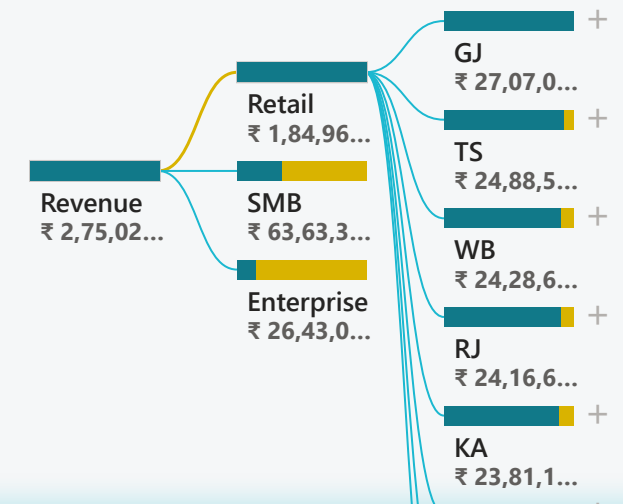 Revenue
₹ 2,75,02...
Retail
₹ 1,84,96...
SMB
₹ 63,63,3...
Enterprise
₹ 26,43,0...
GJ
₹ 27,07,0...
TS
₹ 24,88,5...
WB
₹ 24,28,6...
RJ
₹ 24,16,6...
KA
₹ 23,81,1...